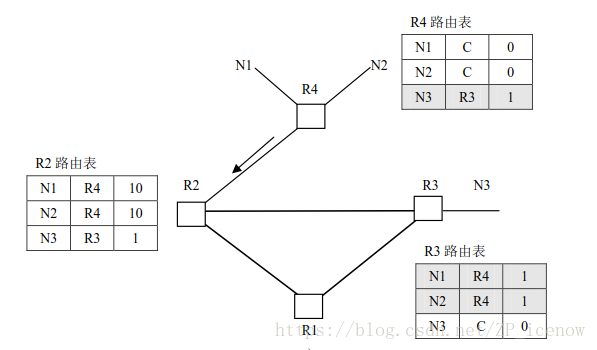 R4 路由表
N1 C 0
N2 C 0
N3 R3 1
N1
N2
R4
R2 路由表
N1 R4 10
N2 R4 10
N3 R3 1
R2
R3
N3
R3 路由表
N1 R4 1
N2 R4 1
N3 C 0
R1
https://blog.csdn.net/ZP_icenow